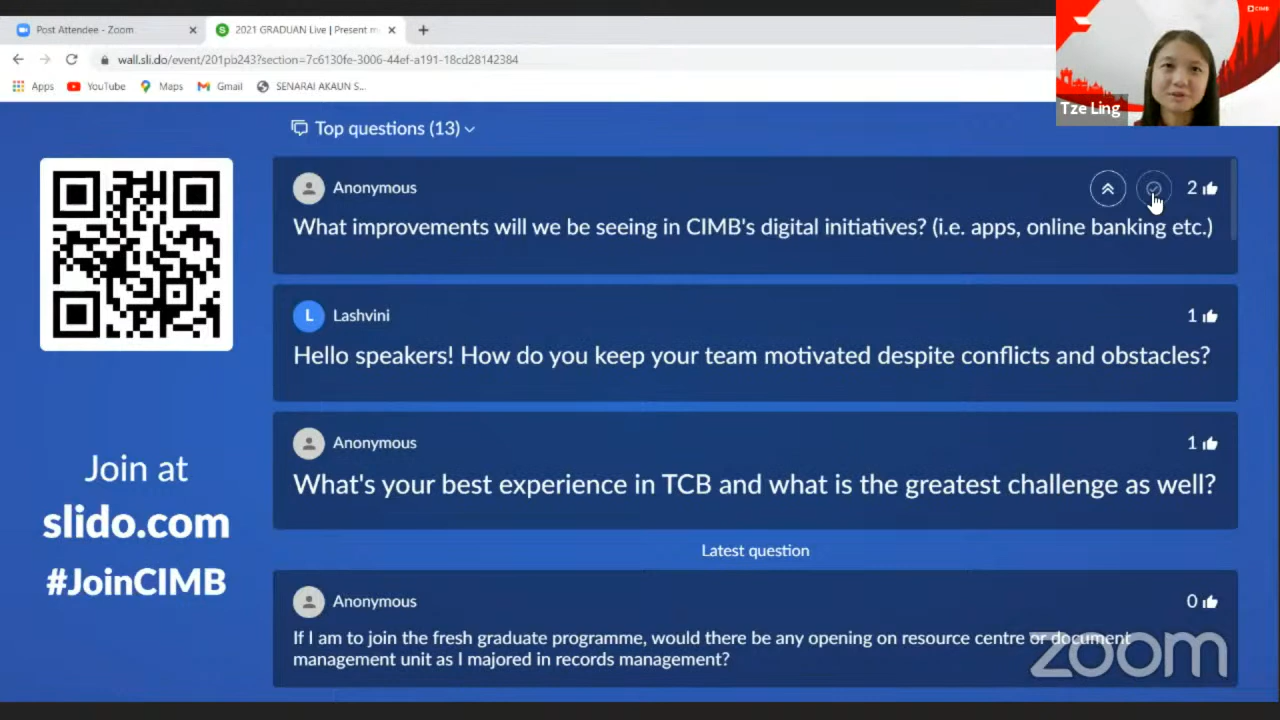 Post Attendee - Zoom
2021 GRADUAN Live | Present m
wall.sli.do/event/201pb243?section=7c6130fe-3006-44ef-a191-18cd28142384
Apps
YouTube
Maps
Gmail
SENARAI AKAUN S...
CIMB
Tze Ling
Top questions (13)
Anonymous
2
What improvements will we be seeing in CIMB's digital initiatives? (i.e. apps, online banking etc.)
L
Lashvini
1
Hello speakers! How do you keep your team motivated despite conflicts and obstacles?
Anonymous
1
What's your best experience in TCB and what is the greatest challenge as well?
Join at
slido.com
#JoinCIMB
Latest question
Anonymous
0
If I am to join the fresh graduate programme, would there be any opening on resource centre or document
management unit as I majored in records management?
zoom